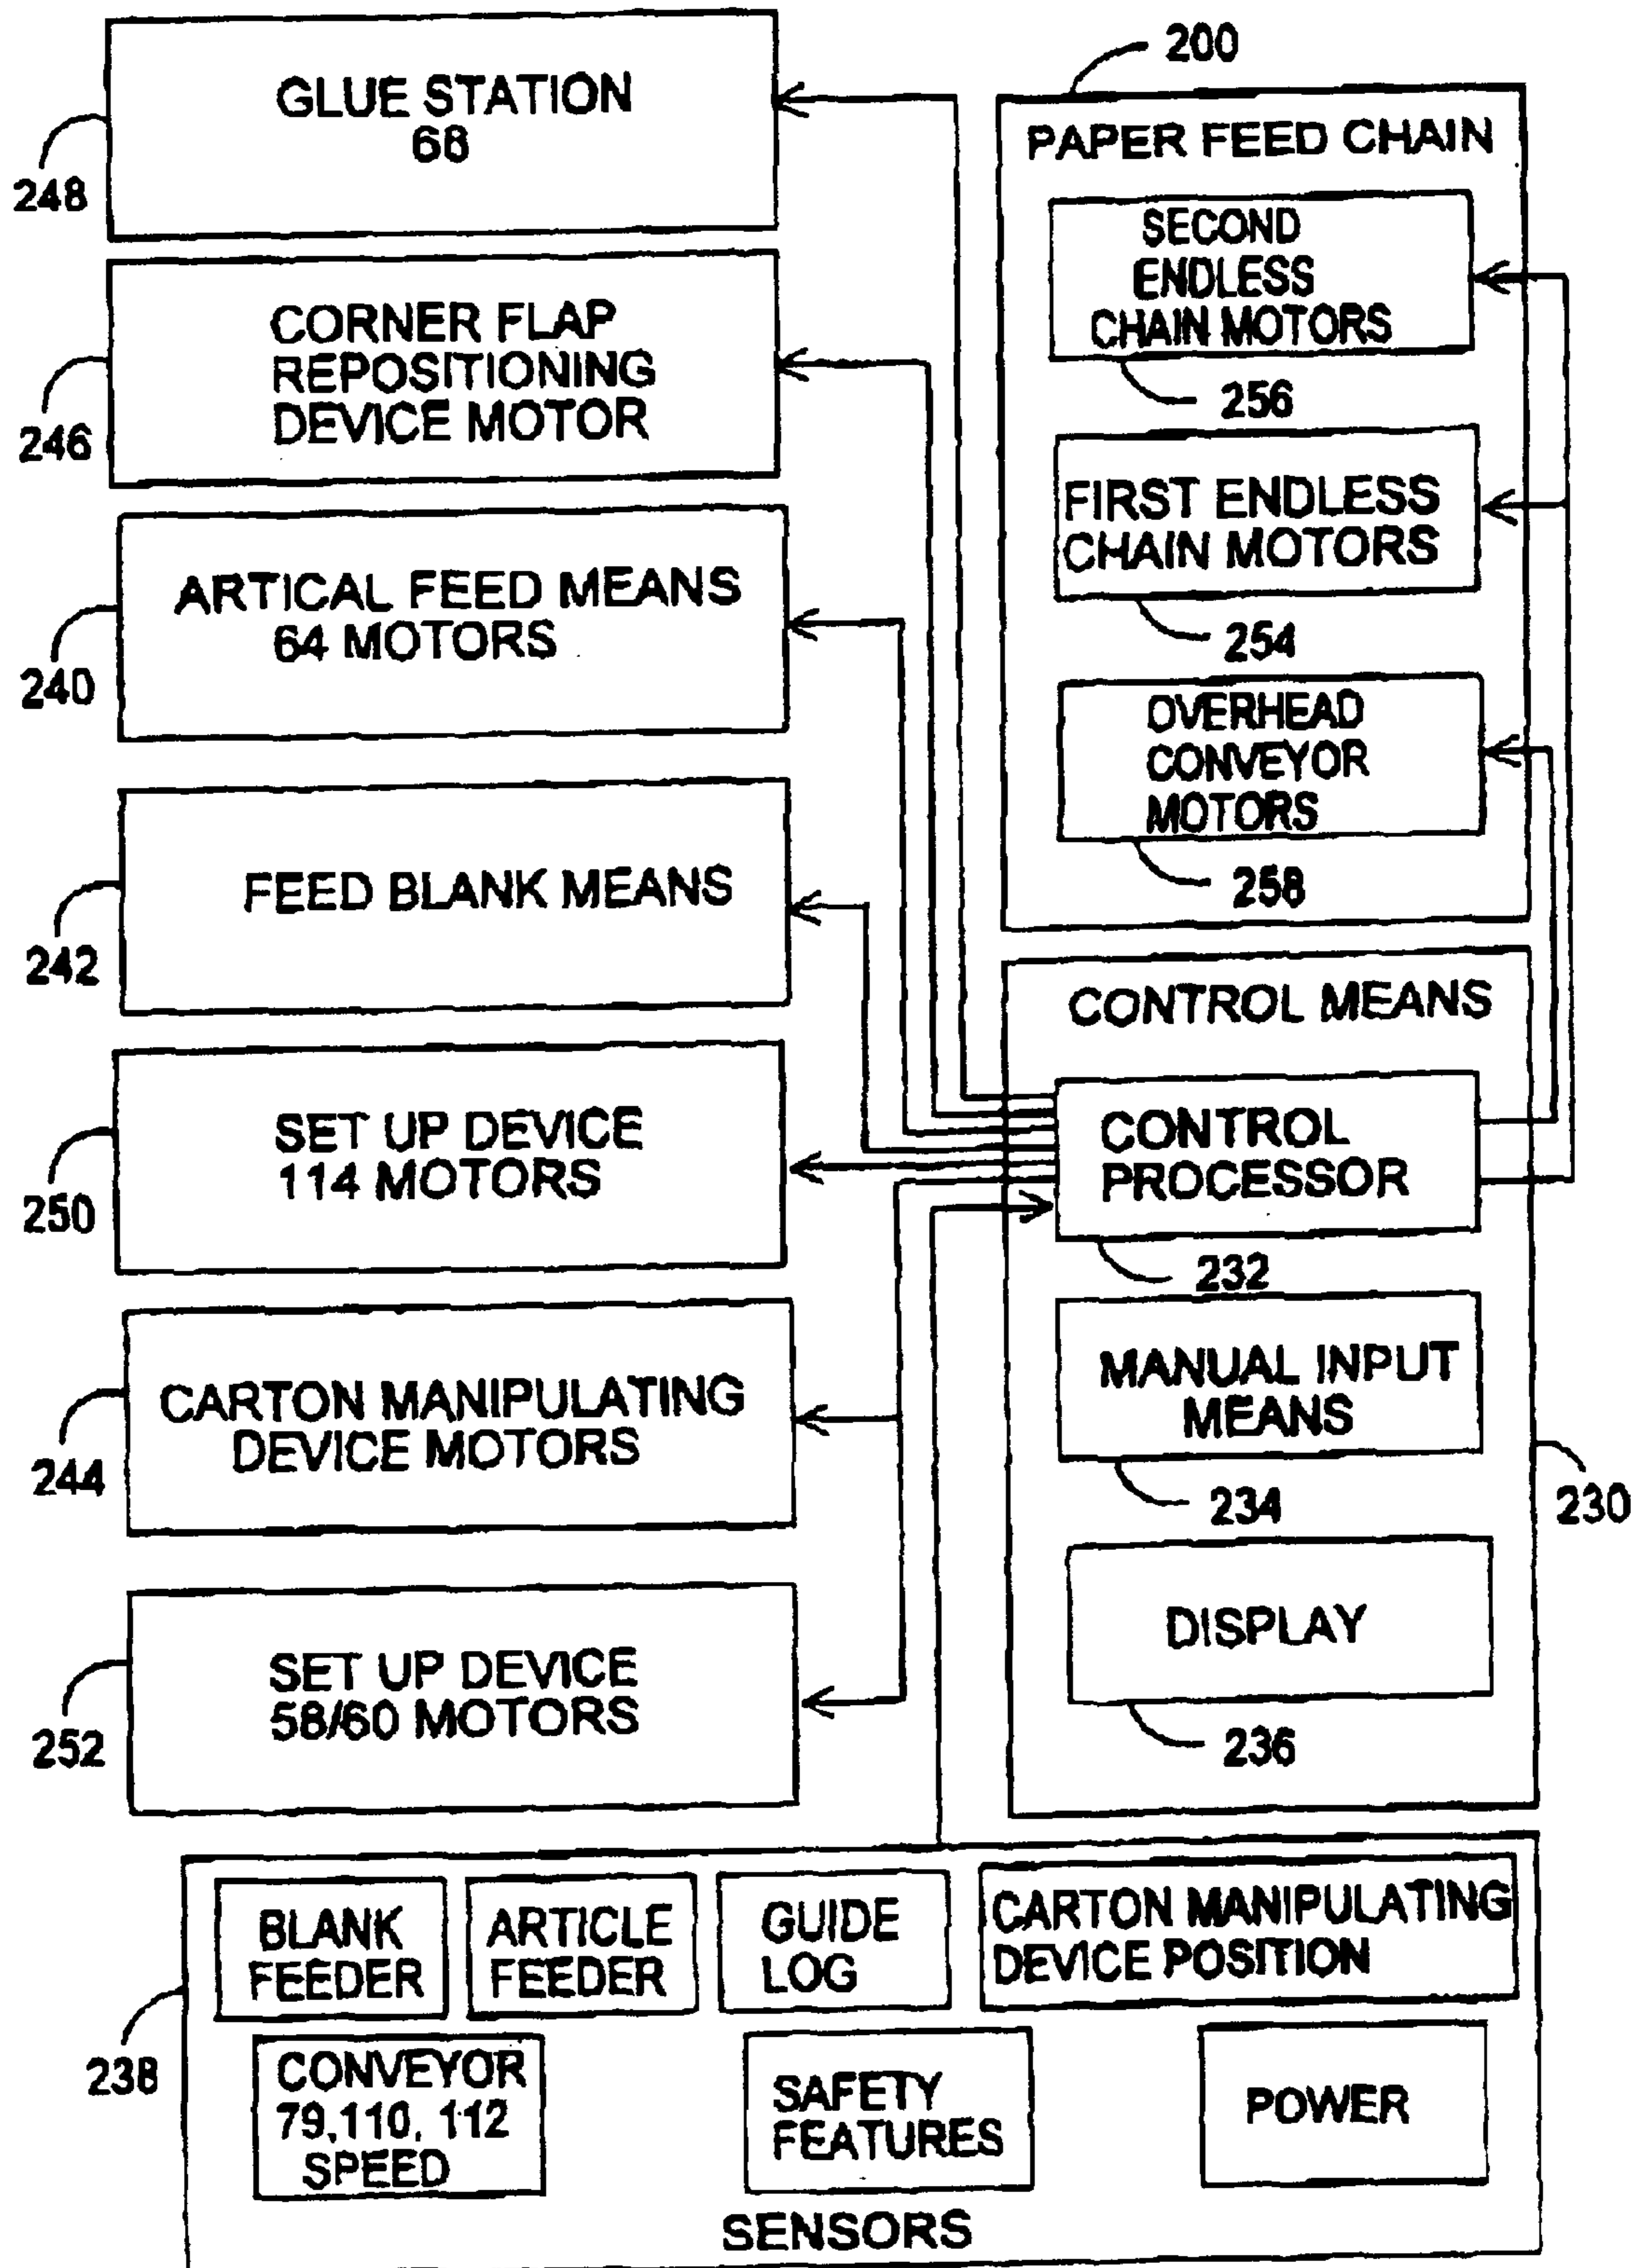 GLUE STATION
68
248
CORNER FLAP
REPOSITIONING
DEVICE MOTOR
246
ARTICAL FEED MEANS
64 MOTORS
240
FEED BLANK MEANS
242
SET UP DEVICE
114 MOTORS
250
CARTON MANIPULATING
DEVICE MOTORS
244
SET UP DEVICE
58/60 MOTORS
252
200
PAPER FEED CHAIN
SECOND
ENDLESS
CHAIN MOTORS
256
FIRST ENDLESS
CHAIN MOTORS
254
OVERHEAD
CONVEYOR
MOTORS
258
CONTROL MEANS
CONTROL
PROCESSOR
232
MANUAL INPUT
MEANS
234
230
DISPLAY
236
BLANK
FEEDER
ARTICLE
FEEDER
GUIDE
LOG
CARTON MANIPULATING
DEVICE POSITION
238
CONVEYOR
79,110, 112
SPEED
SAFETY
FEATURES
POWER
SENSORS